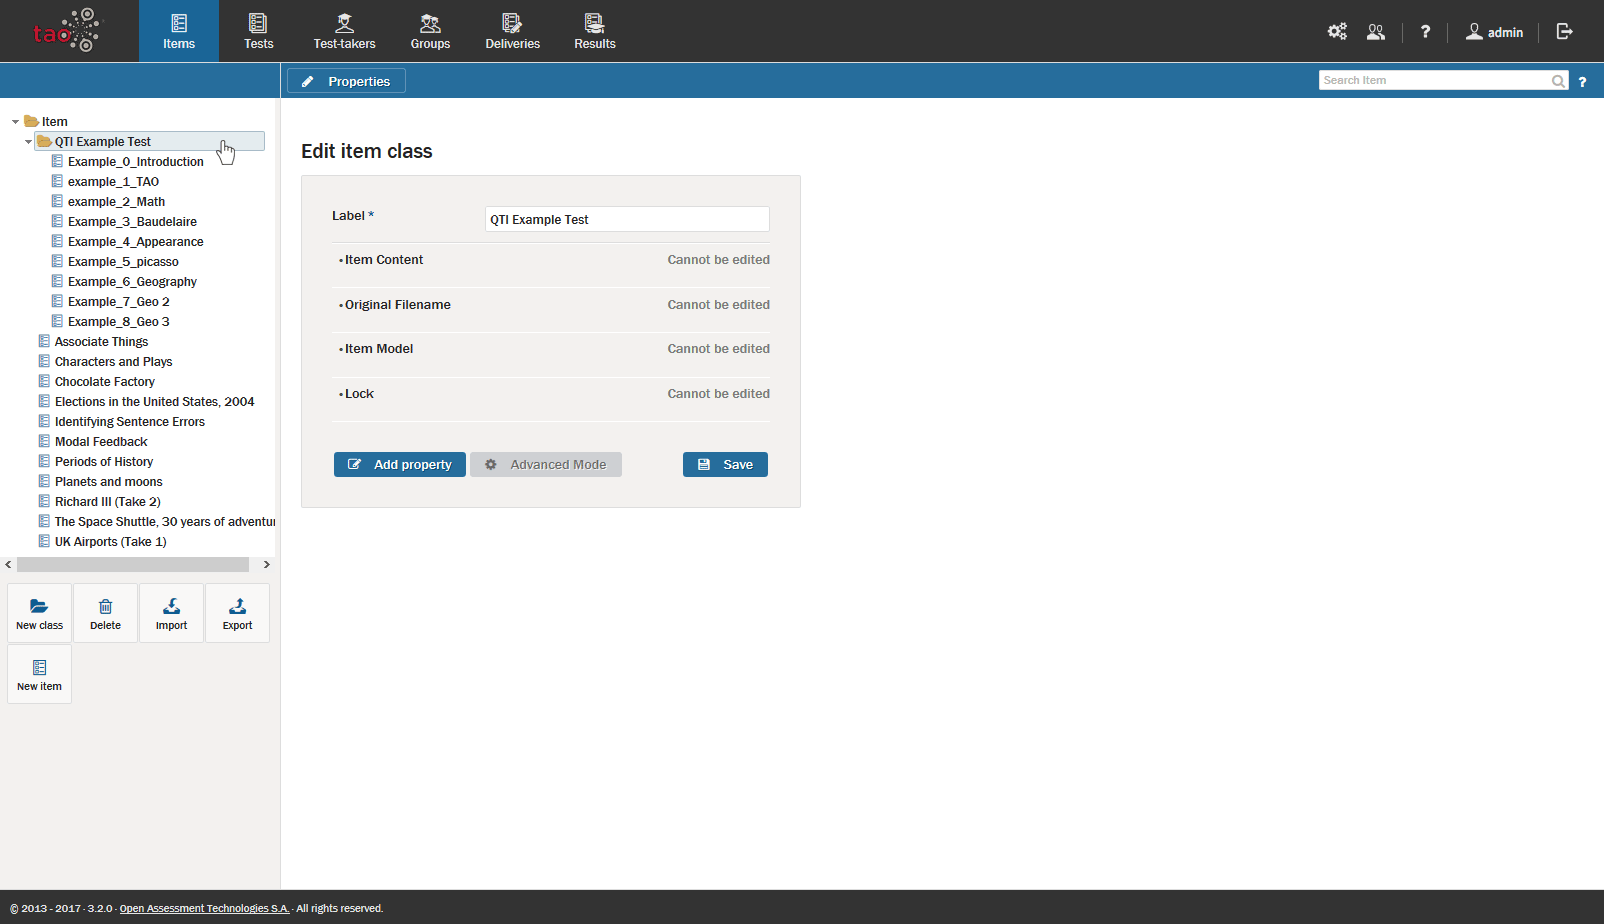 tao
Items
Tests
Test-takers
Groups
Deliveries
Results
?
admin
Properties
Search Item
?
Item
QTI Example Test
Example_0_Introduction
example_1_TAO
example_2_Math
Example_3_Baudelaire
Example_4_Appearance
Example_5_picasso
Example_6_Geography
Example_7_Geo 2
Example_8_Geo 3
Associate Things
Characters and Plays
Chocolate Factory
Elections in the United States, 2004
Identifying Sentence Errors
Modal Feedback
Periods of History
Planets and moons
Richard III (Take 2)
The Space Shuttle, 30 years of adventur
UK Airports (Take 1)
New class
Delete
Import
Export
New item
Edit item class
Label *
QTI Example Test
•Item Content Cannot be edited
•Original Filename Cannot be edited
•Item Model Cannot be edited
•Lock Cannot be edited
Add property
Advanced Mode
Save
© 2013 - 2017 · 3.2.0 · Open Assessment Technologies S.A. · All rights reserved.